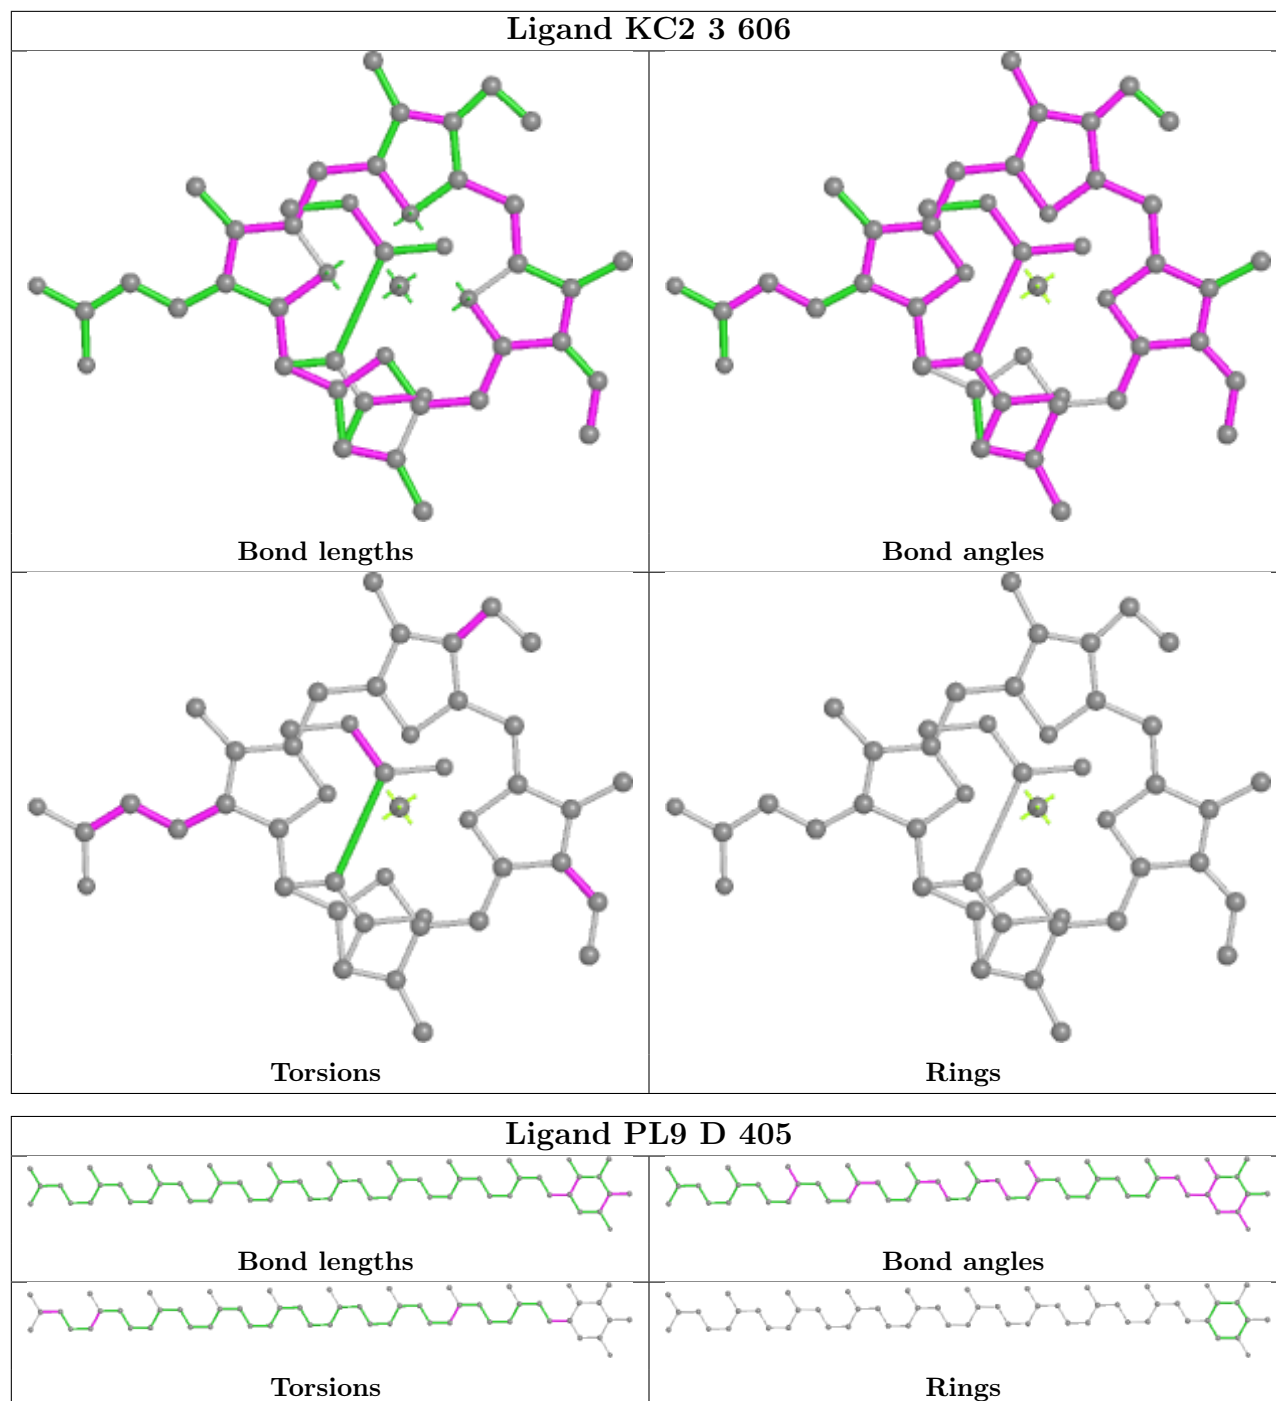 Ligand KC2 3 606
Bond lengths
Bond angles
Torsions
Rings
Ligand PL9 D 405
Bond lengths
Bond angles
Torsions
Rings